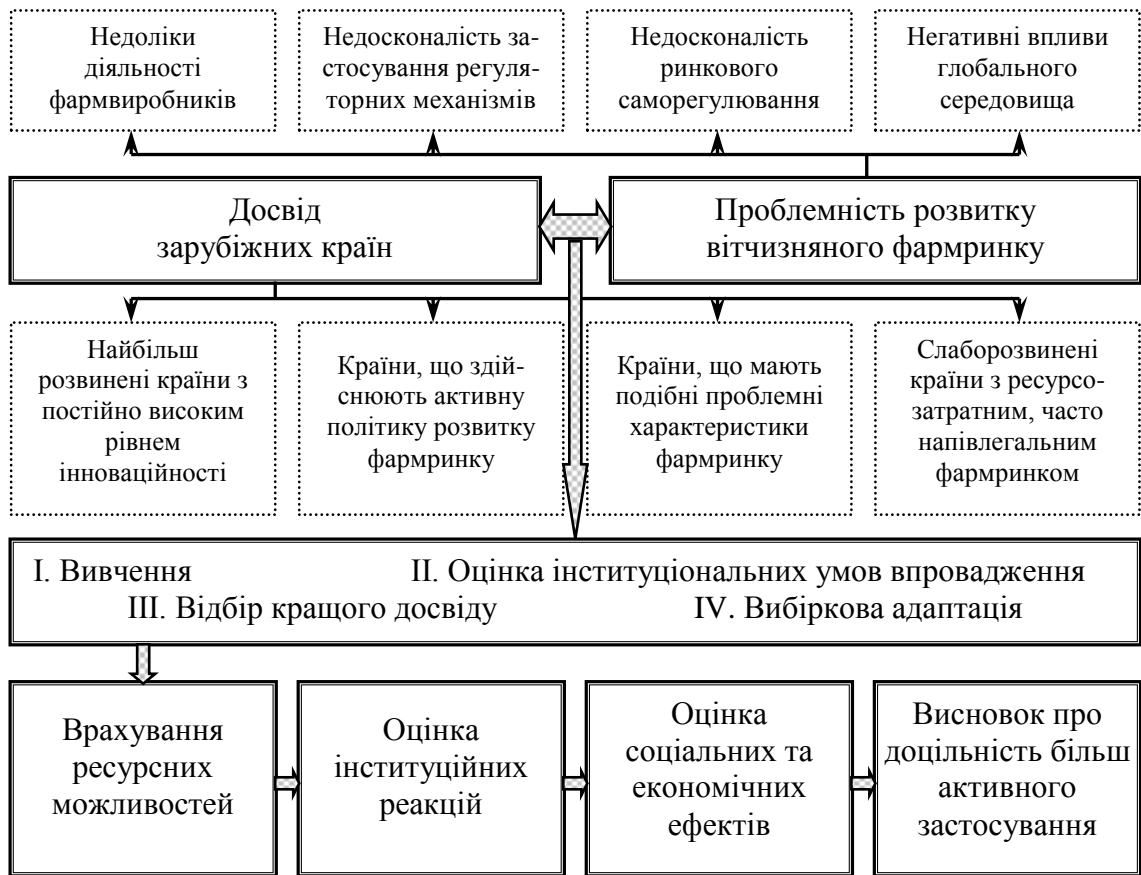 Недоліки
діяльності
фармвиробників
Недосконалість за-
стосування регуля-
торних механізмів
Недосконалість
ринкового
саморегулювання
Негативні впливи
глобального
середовища
Досвід
зарубіжних країн
Проблемність розвитку
вітчизняного фармринку
Найбільш
розвинені країни з
постійно високим
рівнем
інноваційності
Країни, що здій-
снюють активну
політику розвитку
фармринку
Країни, що мають
подібні проблемні
характеристики
фармринку
Слаборозвинені
країни з ресурсо-
затратним, часто
напівлегальним
фармринком
I. Вивчення II. Оцінка інституціональних умов впровадження
III. Відбір кращого досвіду IV. Вибіркова адаптація
Врахування
ресурсних
можливостей
Оцінка
інституційних
реакцій
Оцінка
соціальних та
економічних
ефектів
Висновок про
доцільність більш
активного
застосування